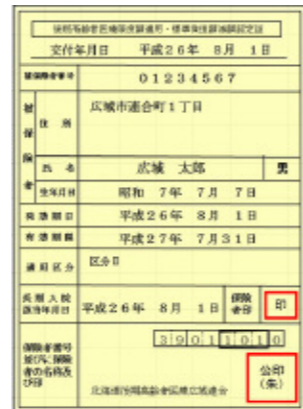 後期高齢者医療限度額適用・標準負担額減額認定証
交付年月日 平成26年 8月 1日
被保険者番号 01234567
被保険者
住所 広域市連合町1丁目
氏名 広域 太郎 男
生年月日 昭和 7年 7月 7日
発効期日 平成26年 8月 1日
有効期限 平成27年 7月31日
適用区分 区分Ⅱ
長期入院該当年月日 平成26年 8月 1日 保険者印 印
保険者番号並びに保険者の名称及び印
39011010
北海道後期高齢者医療広域連合
公印
(朱)